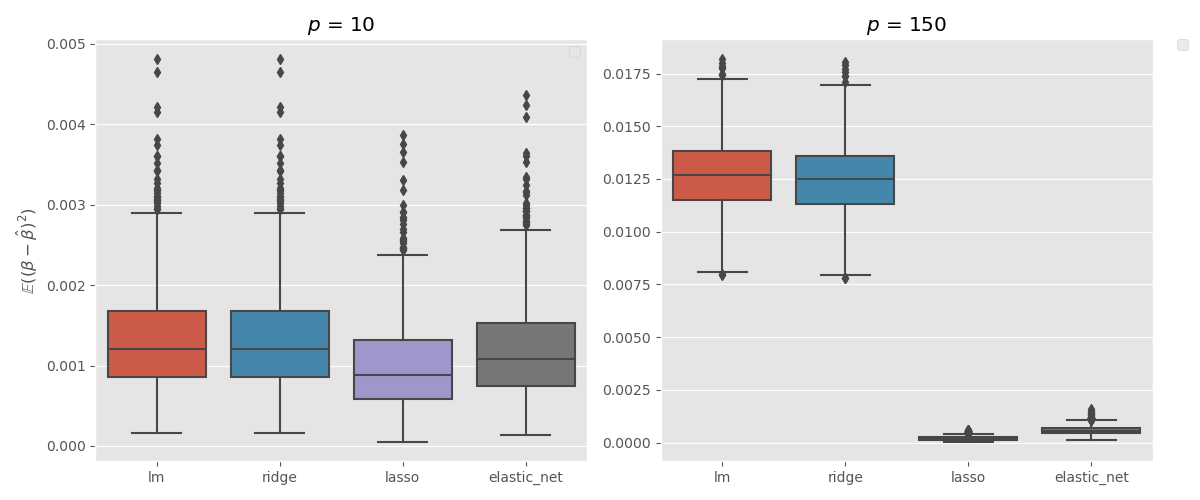 p = 10
p = 150
0.005
0.004
0.003
0.002
0.001
0.000
𝔼((β − β̂)²)
lm ridge lasso elastic_net
0.0175
0.0150
0.0125
0.0100
0.0075
0.0050
0.0025
0.0000
lm ridge lasso elastic_net